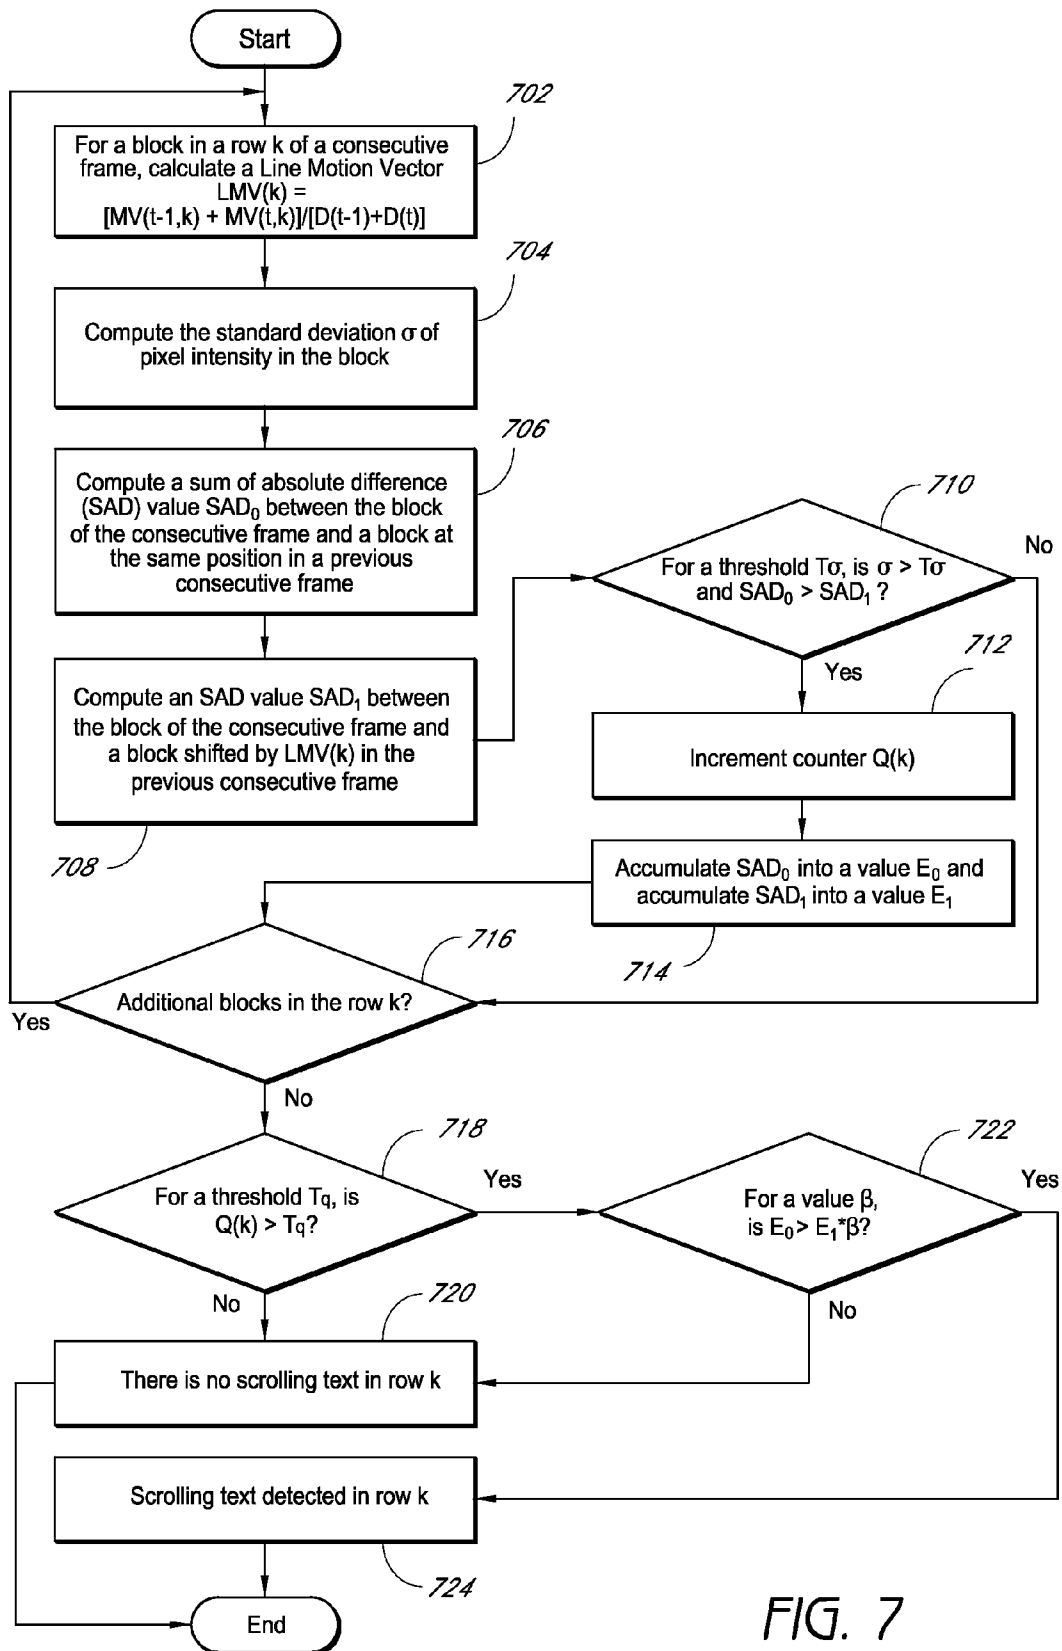 Start
702
For a block in a row k of a consecutive
frame, calculate a Line Motion Vector
LMV(k) =
[MV(t-1,k) + MV(t,k)]/[D(t-1)+D(t)]
704
Compute the standard deviation σ of
pixel intensity in the block
706
Compute a sum of absolute difference
(SAD) value SAD₀ between the block
of the consecutive frame and a block at
the same position in a previous
consecutive frame
710
For a threshold Tσ, is σ > Tσ
and SAD₀ > SAD₁ ?
No
Yes
708
Compute an SAD value SAD₁ between
the block of the consecutive frame and
a block shifted by LMV(k) in the
previous consecutive frame
712
Increment counter Q(k)
Accumulate SAD₀ into a value E₀ and
accumulate SAD₁ into a value E₁
714
716
Additional blocks in the row k?
Yes
No
718
For a threshold Tq, is
Q(k) > Tq?
Yes
No
722
For a value β,
is E₀ > E₁*β?
Yes
No
720
There is no scrolling text in row k
Scrolling text detected in row k
724
End
FIG. 7